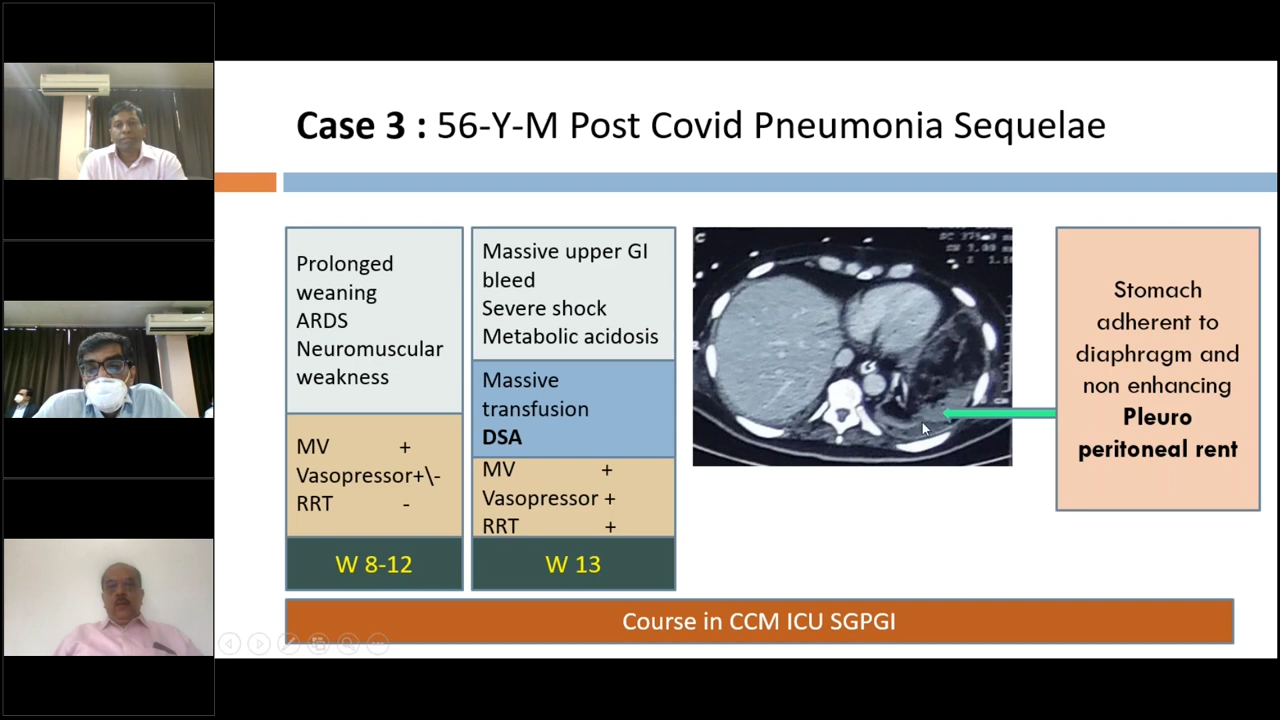 Case 3 : 56-Y-M Post Covid Pneumonia Sequelae
Prolonged
weaning
ARDS
Neuromuscular
weakness
MV +
Vasopressor+\-
RRT -
W 8-12
Massive upper GI
bleed
Severe shock
Metabolic acidosis
Massive
transfusion
DSA
MV +
Vasopressor +
RRT +
W 13
Stomach
adherent to
diaphragm and
non enhancing
Pleuro
peritoneal rent
Course in CCM ICU SGPGI